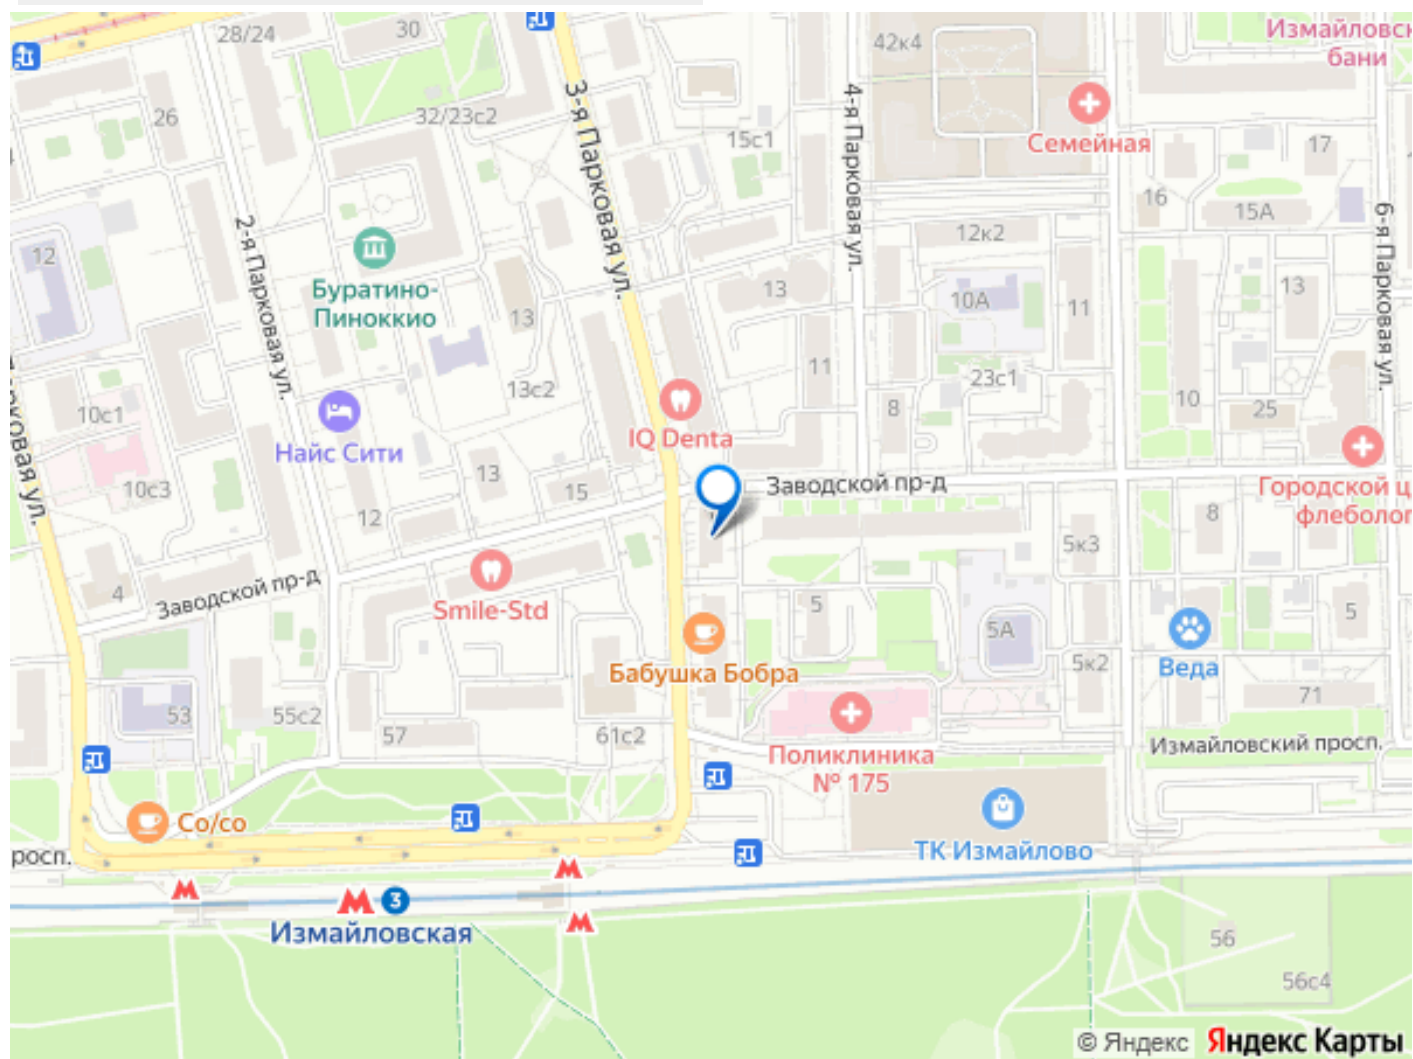 28/24
30
42к4
Измайловск
бани
26
32/23с2
3-я Парковая ул.
15с1
4-я Парковая ул.
Семейная
17
16
15А
12
2-я Парковая ул.
12к2
6-я Парковая ул.
Буратино-
Пиноккио
13
13
10А
11
13
13с2
11
23с1
10с1
IQ Denta
8
10
25
Найс Сити
овая ул.
10с3
13
15
Заводской пр-д
Городской ц
флеболог
12
8
5к3
4
Заводской пр-д
Smile-Std
5
5А
5
Бабушка Бобра
5к2
Веда
53
55с2
57
61с2
71
Поликлиника
№ 175
Измайловский просп.
Co/co
росп.
ТК Измайлово
3
Измайловская
56
56с4
© Яндекс
Яндекс Карты